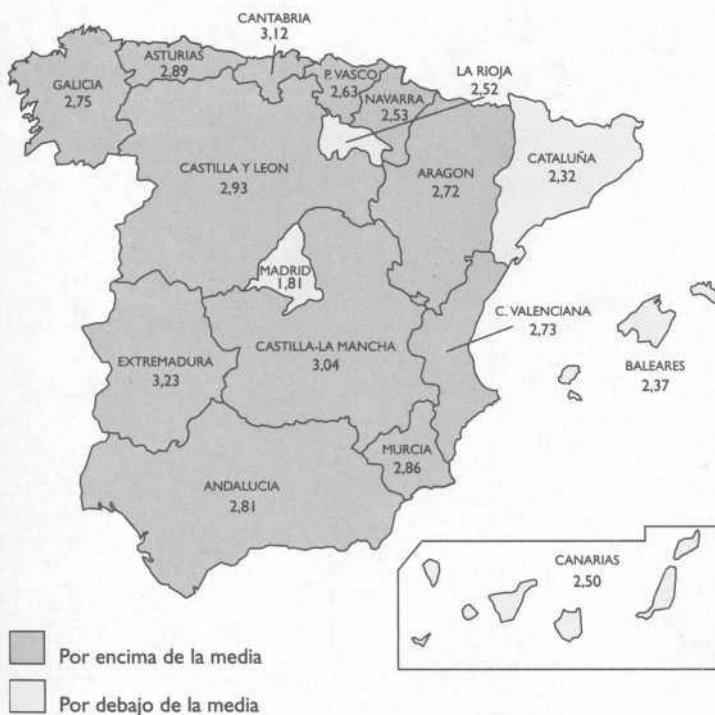 CANTABRIA
3,12
ASTURIAS
2,89
GALICIA
2,75
P. VASCO
2,63
NAVARRA
2,53
LA RIOJA
2,52
CASTILLA Y LEON
2,93
ARAGON
2,72
CATALUÑA
2,32
MADRID
1,81
C. VALENCIANA
2,73
BALEARES
2,37
EXTREMADURA
3,23
CASTILLA-LA MANCHA
3,04
MURCIA
2,86
ANDALUCIA
2,81
CANARIAS
2,50
Por encima de la media
Por debajo de la media